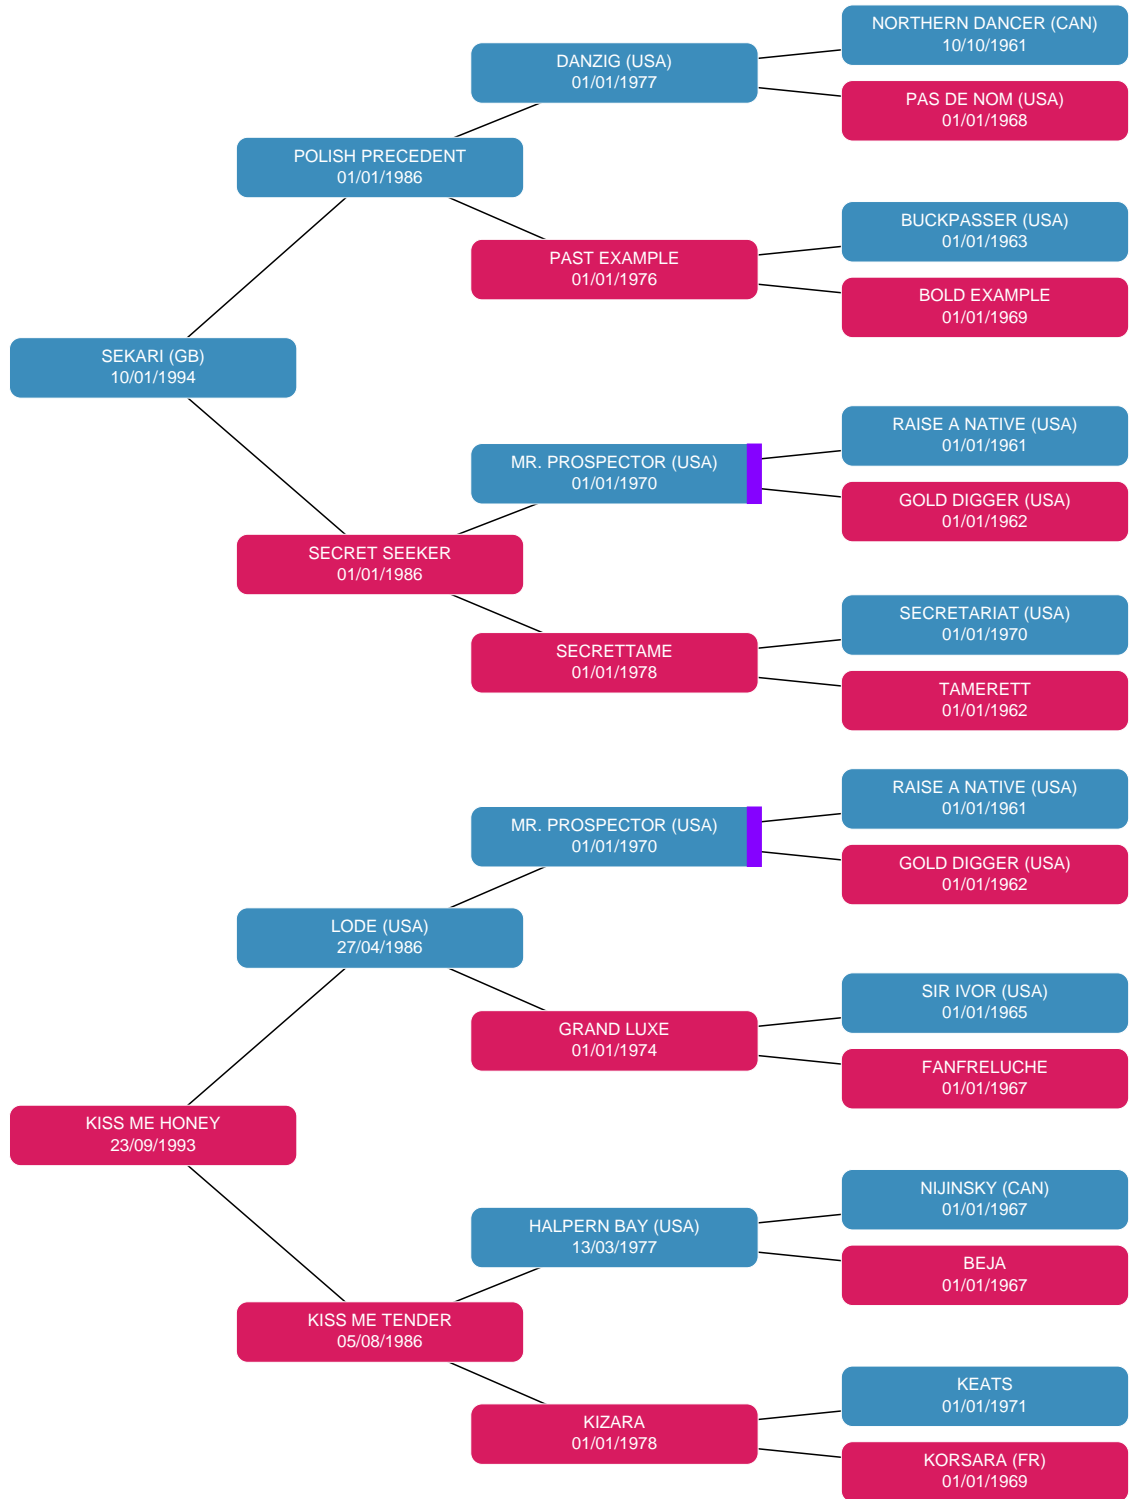 NORTHERN DANCER (CAN)
10/10/1961
DANZIG (USA)
01/01/1977
PAS DE NOM (USA)
01/01/1968
POLISH PRECEDENT
01/01/1986
BUCKPASSER (USA)
01/01/1963
PAST EXAMPLE
01/01/1976
BOLD EXAMPLE
01/01/1969
SEKARI (GB)
10/01/1994
RAISE A NATIVE (USA)
01/01/1961
MR. PROSPECTOR (USA)
01/01/1970
GOLD DIGGER (USA)
01/01/1962
SECRET SEEKER
01/01/1986
SECRETARIAT (USA)
01/01/1970
SECRETTAME
01/01/1978
TAMERETT
01/01/1962
RAISE A NATIVE (USA)
01/01/1961
MR. PROSPECTOR (USA)
01/01/1970
GOLD DIGGER (USA)
01/01/1962
LODE (USA)
27/04/1986
SIR IVOR (USA)
01/01/1965
GRAND LUXE
01/01/1974
FANFRELUCHE
01/01/1967
KISS ME HONEY
23/09/1993
NIJINSKY (CAN)
01/01/1967
HALPERN BAY (USA)
13/03/1977
BEJA
01/01/1967
KISS ME TENDER
05/08/1986
KEATS
01/01/1971
KIZARA
01/01/1978
KORSARA (FR)
01/01/1969